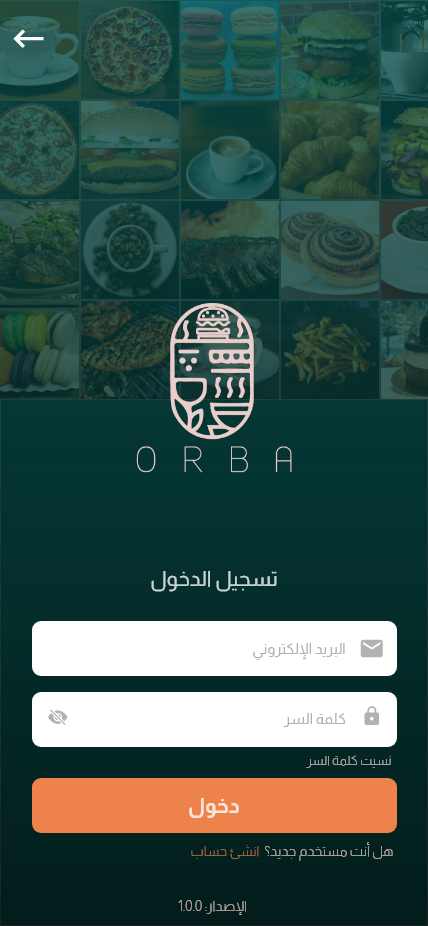 ORBA
تسجيل الدخول
البريد الإلكتروني
كلمة السر
نسيت كلمة السر
دخول
هل أنت مستخدم جديد؟ انشئ حساب
الإصدار: 1.0.0